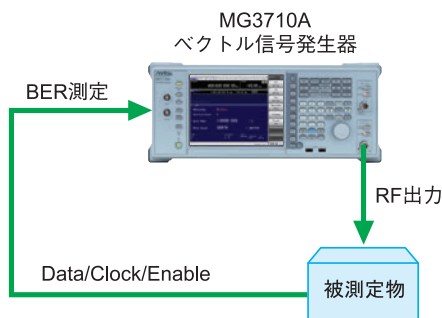 MG3710A
ベクトル信号発生器
BER測定
RF出力
Data/Clock/Enable
被測定物